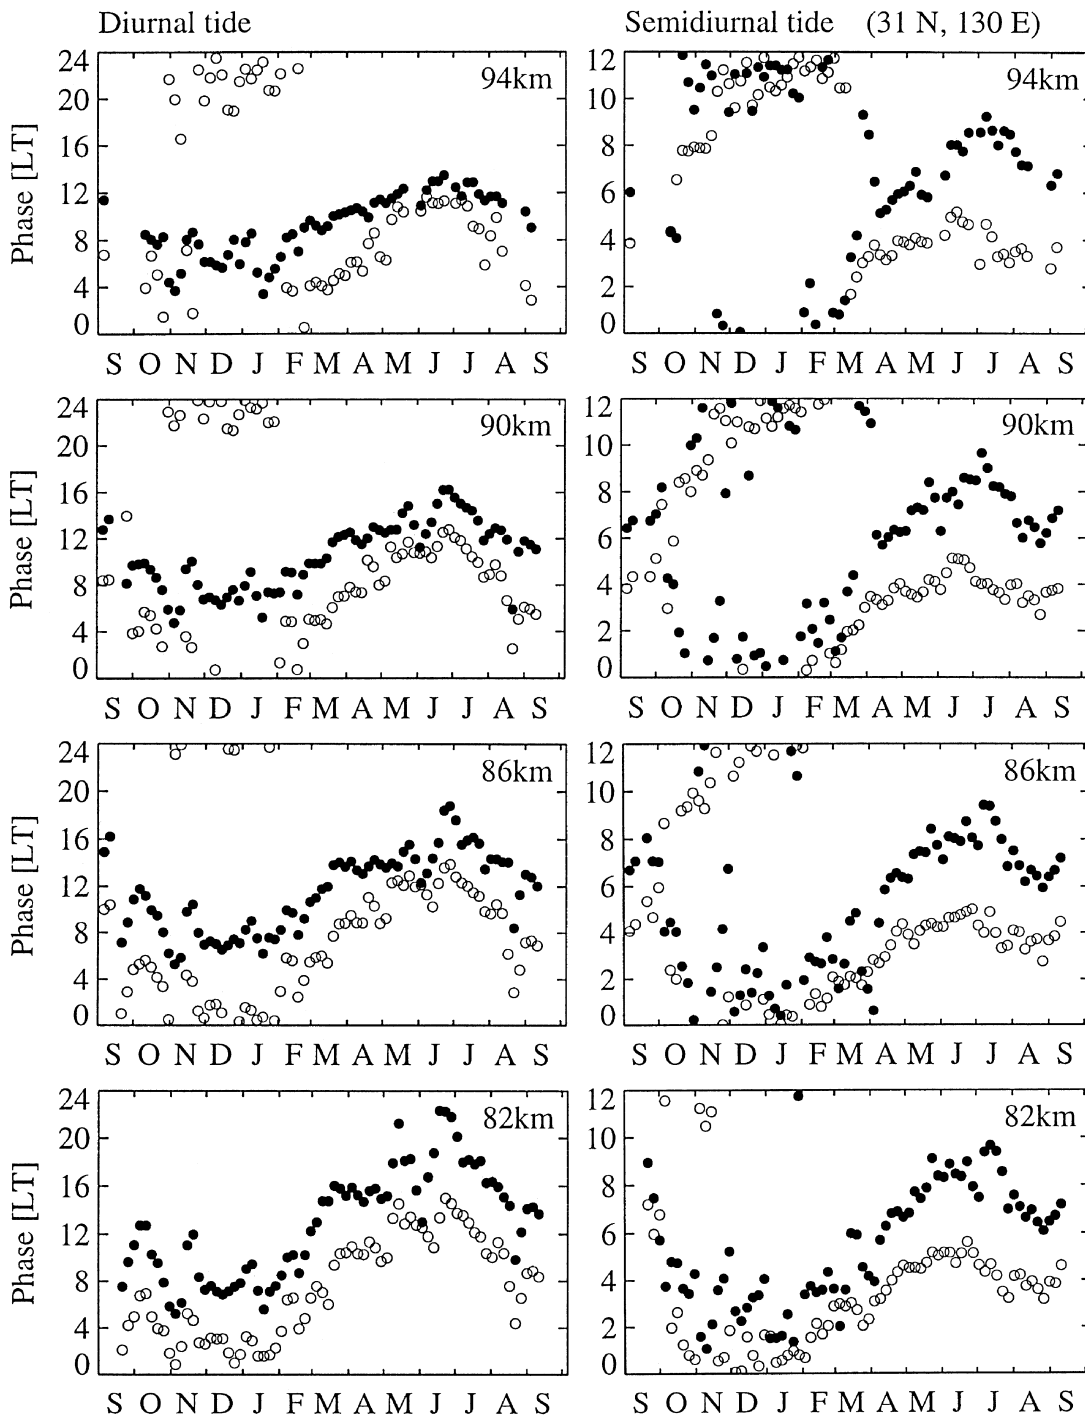 Diurnal tide
Semidiurnal tide (31 N, 130 E)
24
20
16
12
8
4
0
Phase [LT]
94km
S O N D J F M A M J J A S
12
10
8
6
4
2
0
94km
S O N D J F M A M J J A S
24
20
16
12
8
4
0
Phase [LT]
90km
S O N D J F M A M J J A S
12
10
8
6
4
2
0
90km
S O N D J F M A M J J A S
24
20
16
12
8
4
0
Phase [LT]
86km
S O N D J F M A M J J A S
12
10
8
6
4
2
0
86km
S O N D J F M A M J J A S
24
20
16
12
8
4
0
Phase [LT]
82km
S O N D J F M A M J J A S
12
10
8
6
4
2
0
82km
S O N D J F M A M J J A S